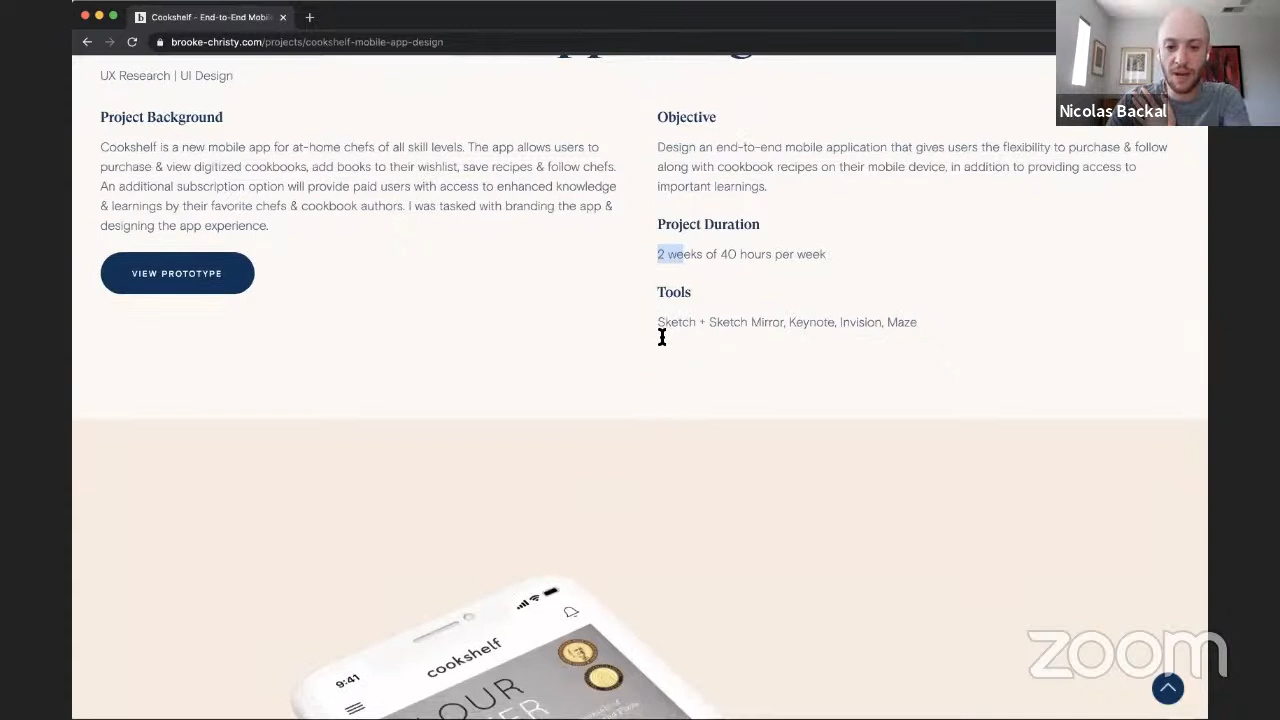 Cookshelf - End-to-End Mobil
brooke-christy.com/projects/cookshelf-mobile-app-design
UX Research | UI Design
Project Background
Cookshelf is a new mobile app for at-home chefs of all skill levels. The app allows users to
purchase & view digitized cookbooks, add books to their wishlist, save recipes & follow chefs.
An additional subscription option will provide paid users with access to enhanced knowledge
& learnings by their favorite chefs & cookbook authors. I was tasked with branding the app &
designing the app experience.
VIEW PROTOTYPE
Objective
Design an end-to-end mobile application that gives users the flexibility to purchase & follow
along with cookbook recipes on their mobile device, in addition to providing access to
important learnings.
Project Duration
2 weeks of 40 hours per week
Tools
Sketch + Sketch Mirror, Keynote, Invision, Maze
Nicolas Backal
9:41
cookshelf
OUR
zoom